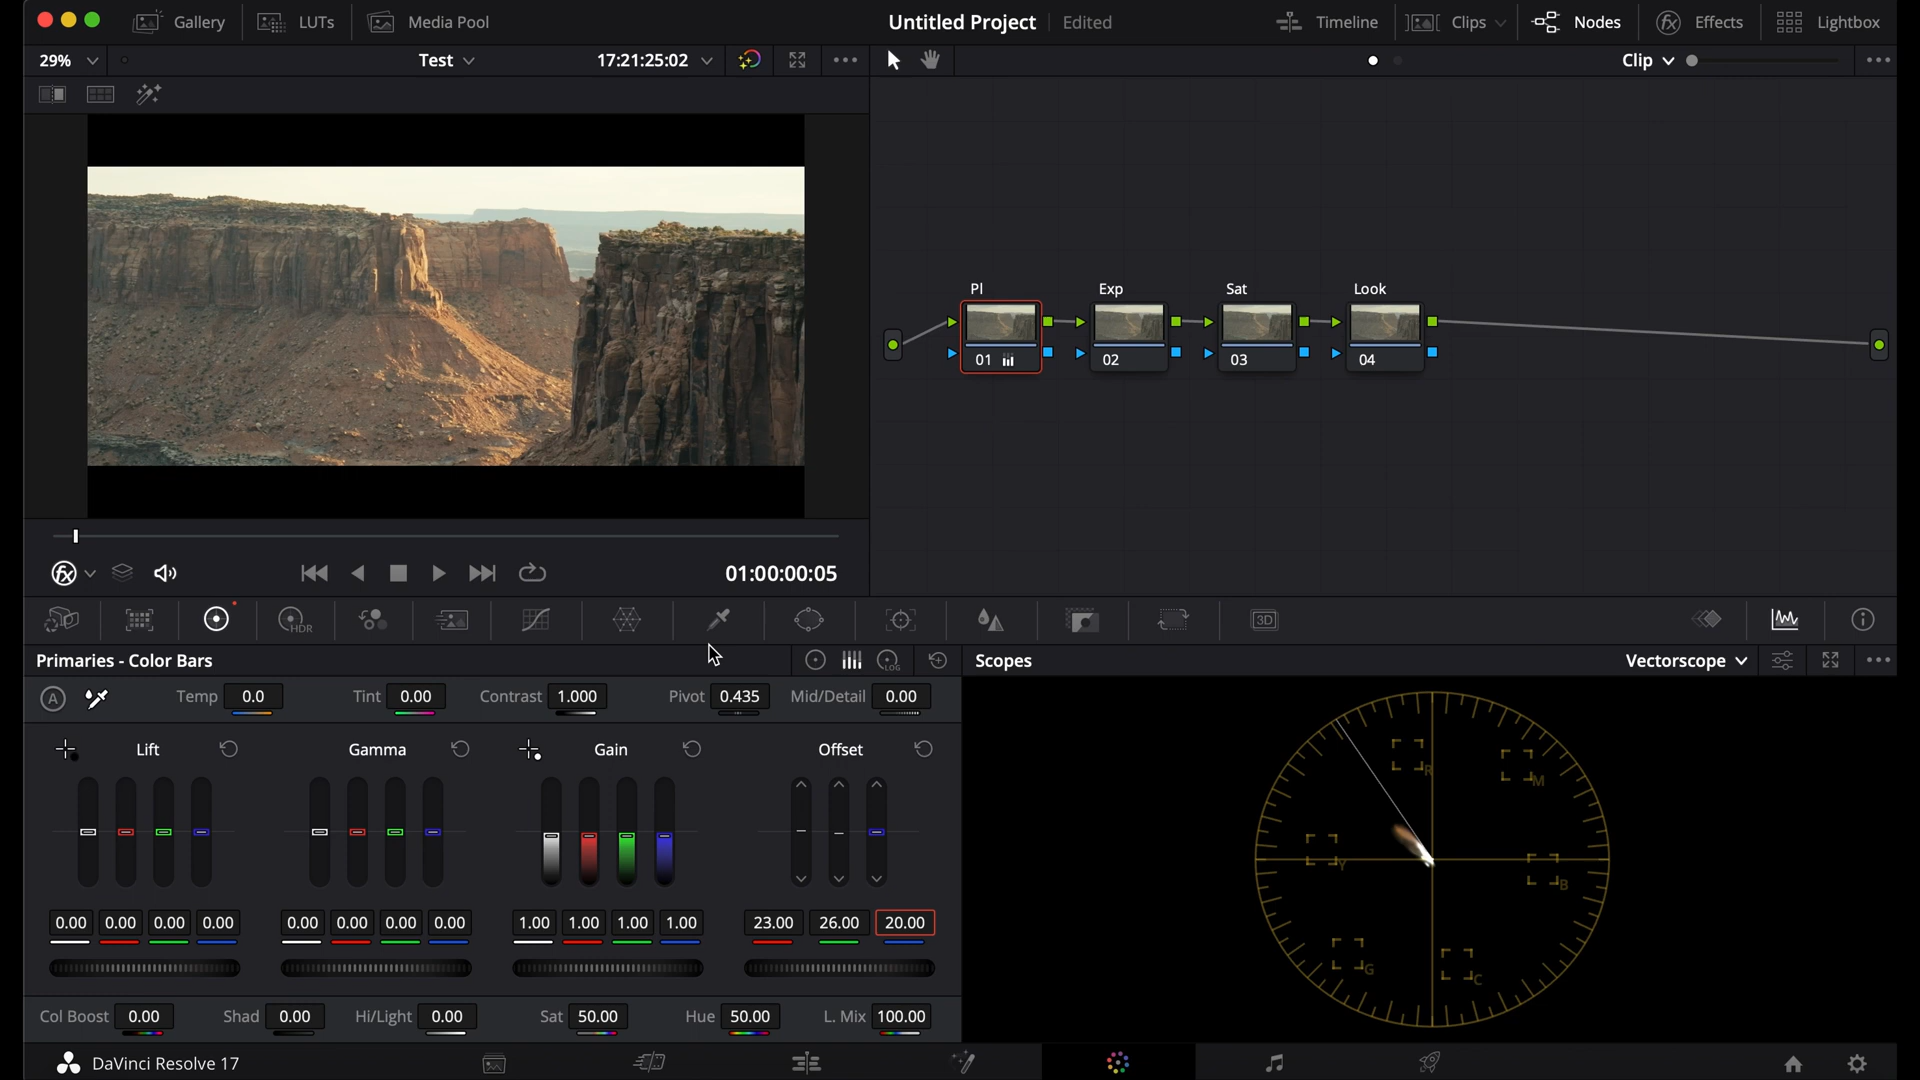 Gallery LUTs Media Pool Untitled Project Edited Timeline Clips Nodes Effects Lightbox
29% Test 17:21:25:02 Clip
Pl Exp Sat Look
01 02 03 04
01:00:00:05
HDR 3D
Primaries - Color Bars LOG Scopes Vectorscope
A Temp 0.0 Tint 0.00 Contrast 1.000 Pivot 0.435 Mid/Detail 0.00
Lift Gamma Gain Offset
R M
Y B
G C
0.00 0.00 0.00 0.00 0.00 0.00 0.00 0.00 1.00 1.00 1.00 1.00 23.00 26.00 20.00
Col Boost 0.00 Shad 0.00 Hi/Light 0.00 Sat 50.00 Hue 50.00 L. Mix 100.00
DaVinci Resolve 17